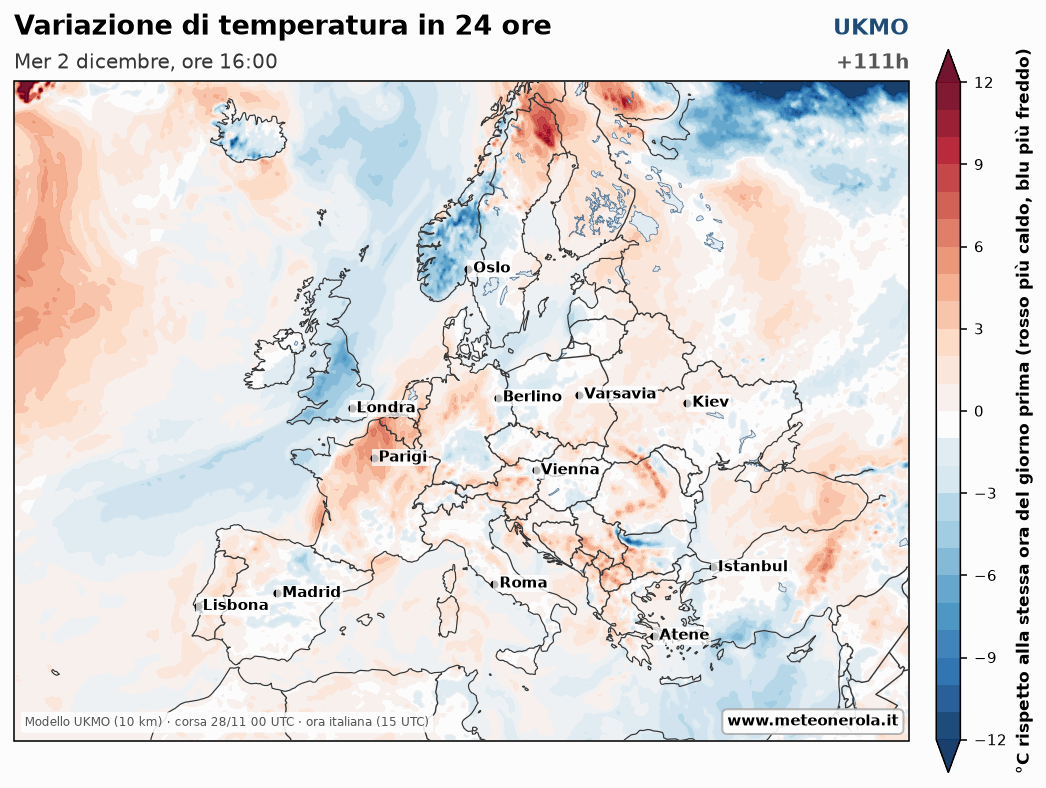 Variazione di temperatura in 24 ore
UKMO
Mer 2 dicembre, ore 16:00
+111h
12
9
6
3
0
−3
−6
−9
−12
°C rispetto alla stessa ora del giorno prima (rosso più caldo, blu più freddo)
Oslo
Londra
Berlino
Varsavia
Kiev
Parigi
Vienna
Istanbul
Roma
Madrid
Lisbona
Atene
Modello UKMO (10 km) · corsa 28/11 00 UTC · ora italiana (15 UTC)
www.meteonerola.it